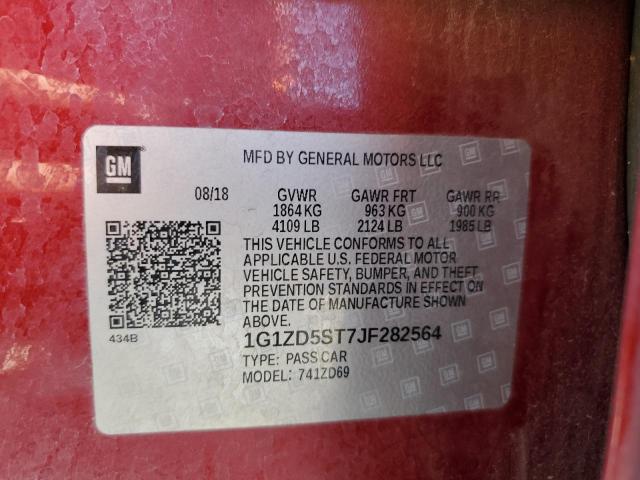 GM
MFD BY GENERAL MOTORS LLC
08/18 GVWR GAWR FRT GAWR RR
1864 KG 963 KG 900 KG
4109 LB 2124 LB 1985 LB
THIS VEHICLE CONFORMS TO ALL
APPLICABLE U.S. FEDERAL MOTOR
VEHICLE SAFETY, BUMPER, AND THEFT
PREVENTION STANDARDS IN EFFECT ON
THE DATE OF MANUFACTURE SHOWN
ABOVE.
434B
1G1ZD5ST7JF282564
TYPE: PASS CAR
MODEL: 741ZD69